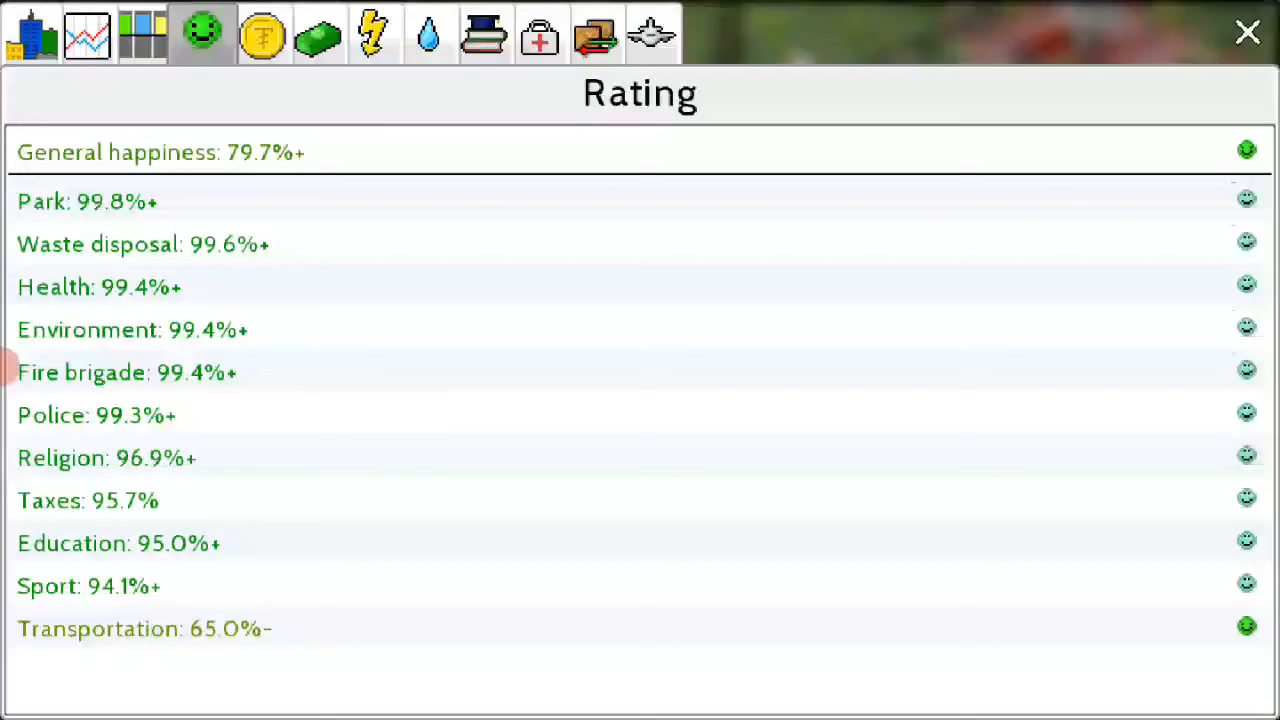 Rating
General happiness: 79.7%+
Park: 99.8%+
Waste disposal: 99.6%+
Health: 99.4%+
Environment: 99.4%+
Fire brigade: 99.4%+
Police: 99.3%+
Religion: 96.9%+
Taxes: 95.7%
Education: 95.0%+
Sport: 94.1%+
Transportation: 65.0%-